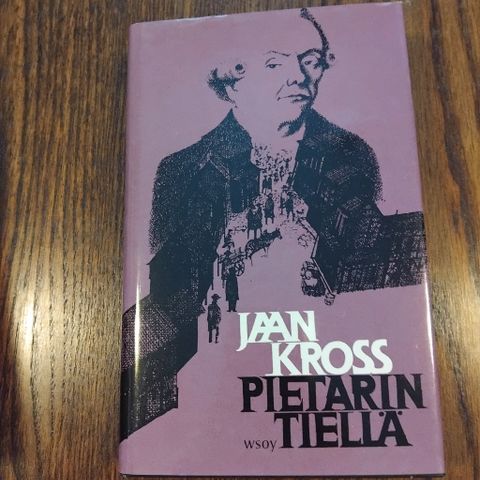 JAAN
KROSS
PIETARIN
wsoy TIELLÄ